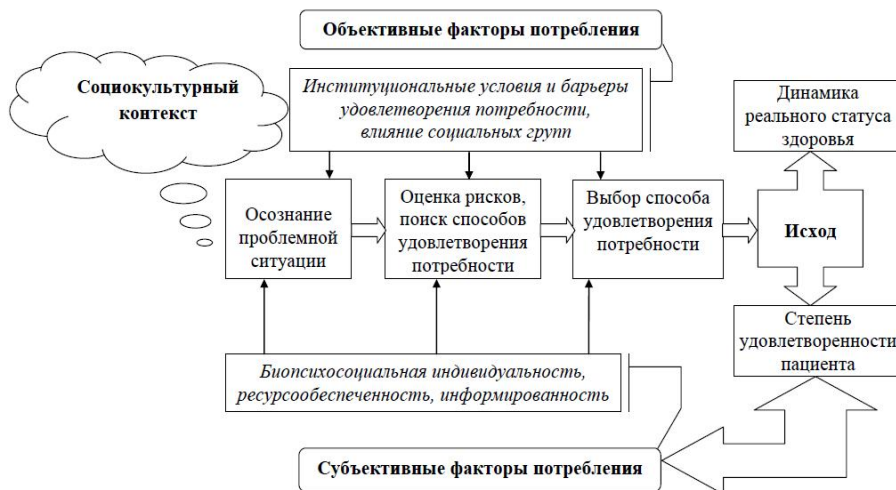 Объективные факторы потребления
Социокультурный
контекст
Институциональные условия и барьеры
удовлетворения потребности,
влияние социальных групп
Динамика
реального статуса
здоровья
Осознание
проблемной
ситуации
Оценка рисков,
поиск способов
удовлетворения
потребности
Выбор способа
удовлетворения
потребности
Исход
Степень
удовлетворенности
пациента
Биопсихосоциальная индивидуальность,
ресурсообеспеченность, информированность
Субъективные факторы потребления